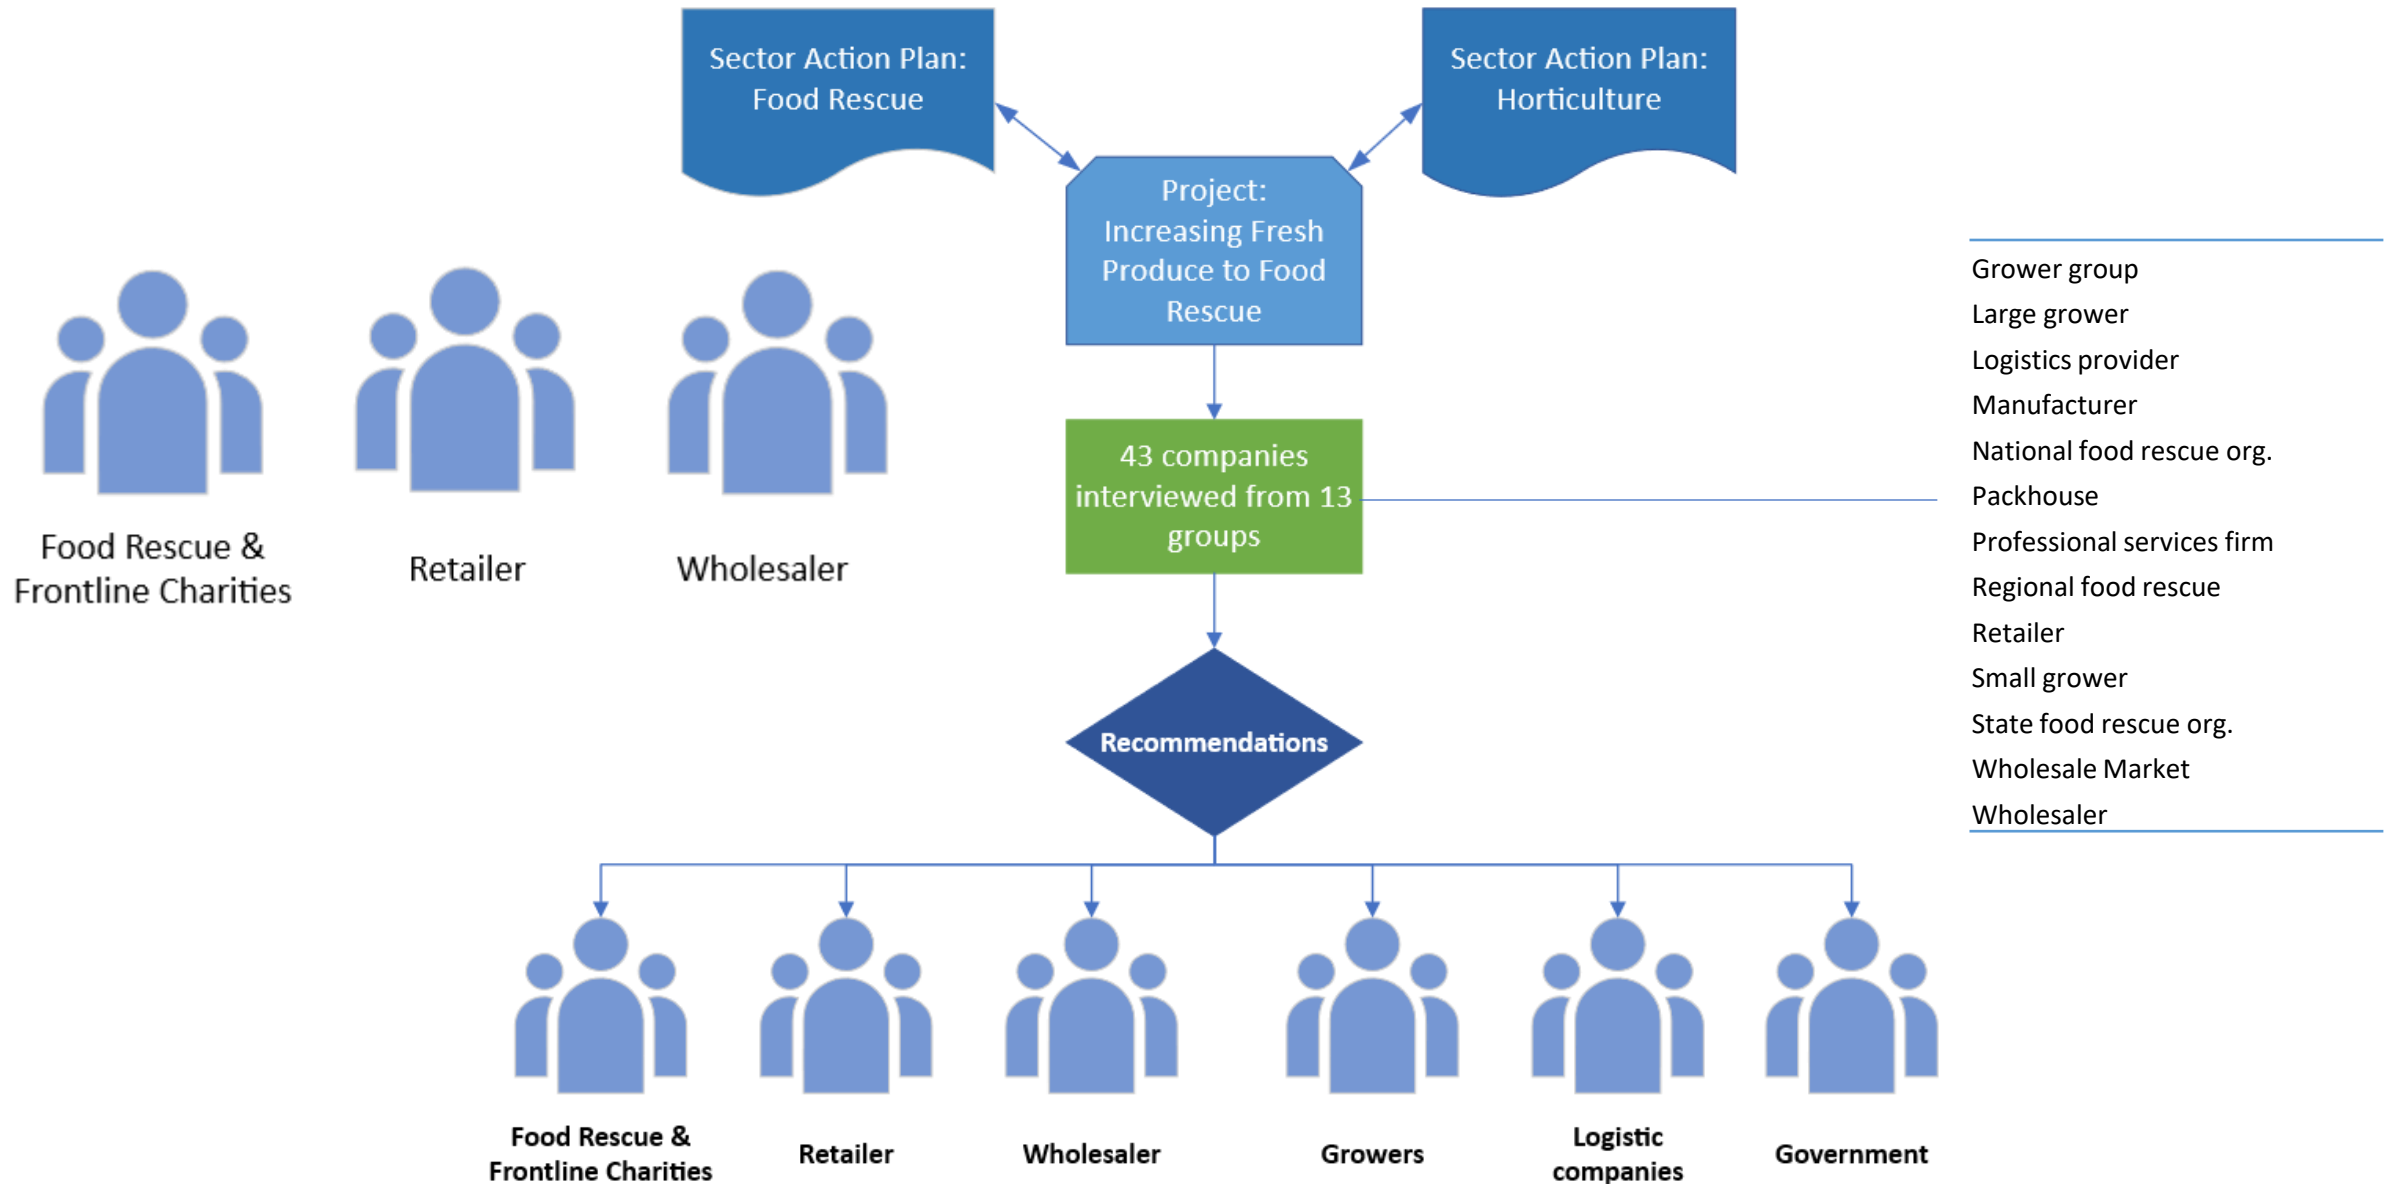 Sector Action Plan:
Food Rescue
Sector Action Plan:
Horticulture
Project:
Increasing Fresh
Produce to Food
Rescue
Food Rescue &
Frontline Charities
Retailer
Wholesaler
43 companies
interviewed from 13
groups
Grower group
Large grower
Logistics provider
Manufacturer
National food rescue org.
Packhouse
Professional services firm
Regional food rescue
Retailer
Small grower
State food rescue org.
Wholesale Market
Wholesaler
Recommendations
Food Rescue &
Frontline Charities
Retailer
Wholesaler
Growers
Logistic
companies
Government